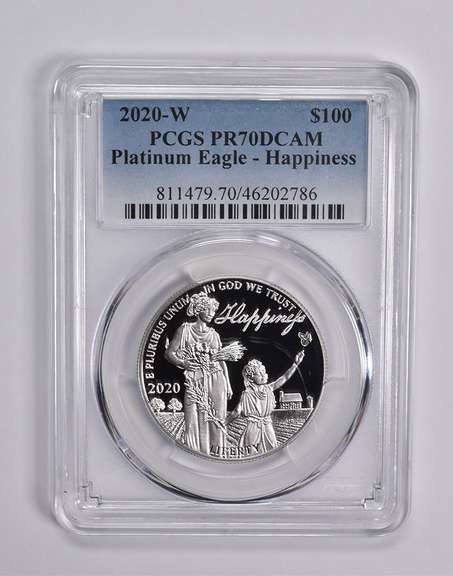 2020-W $100
PCGS PR70DCAM
Platinum Eagle - Happiness
811479.70/46202786
E PLURIBUS UNUM IN GOD WE TRUST
Happiness
2020
LIBERTY